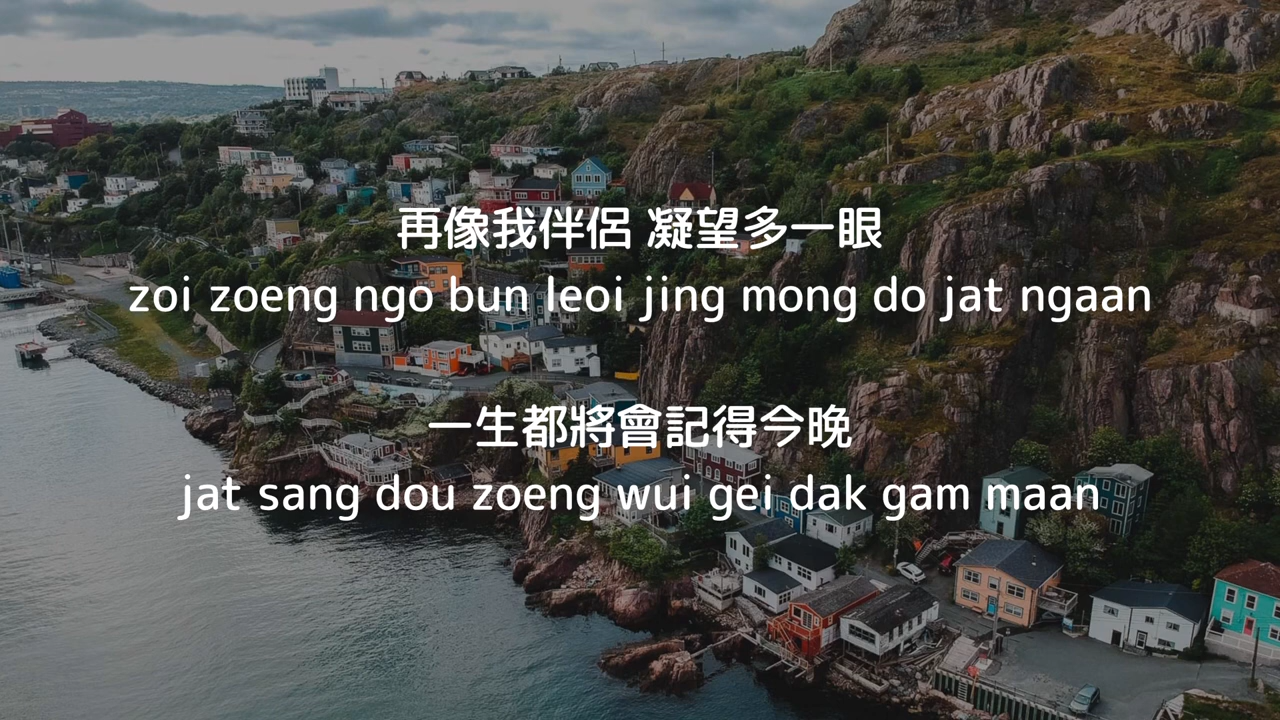 再像我伴侶 凝望多一眼
zoi zoeng ngo bun leoi jing mong do jat ngaan
一生都將會記得今晚
jat sang dou zoeng wui gei dak gam maan